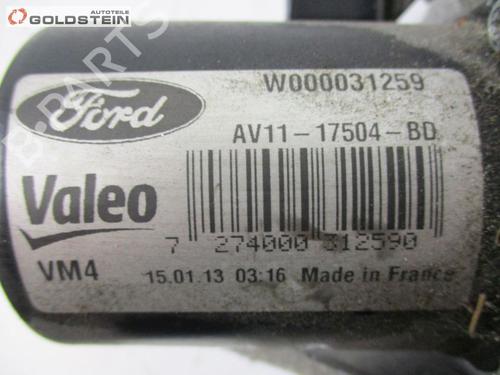 AUTOTEILE
GOLDSTEIN
W000031259
Ford
AV11-17504-BD
Valeo
7 274000 312590
VM4
15.01.13 03:16 Made in France